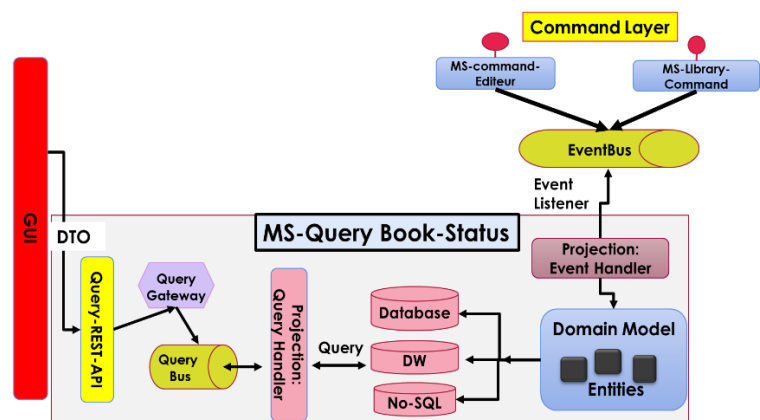 Command Layer
MS-command-
Editeur
MS-Library-
Command
EventBus
Event
Listener
GUI
DTO
MS-Query Book-Status
Projection:
Event Handler
Query-REST-API
Query
Gateway
Query
Bus
Projection:
Query Handler
Query
Database
DW
No-SQL
Domain Model
Entities